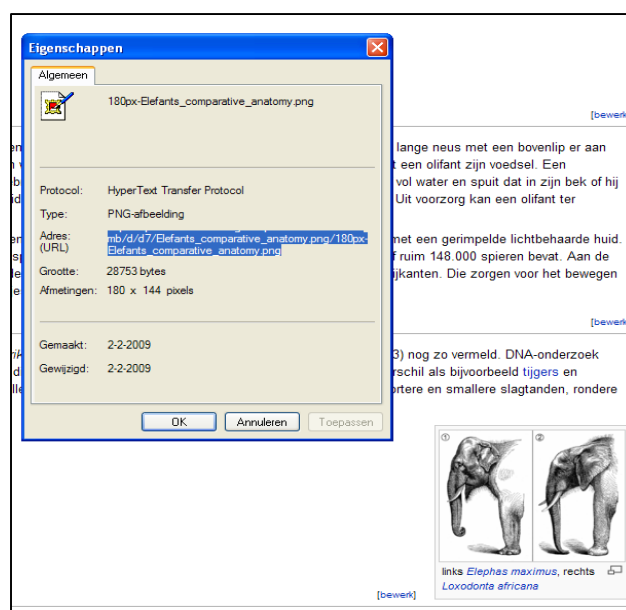 Eigenschappen
Algemeen
180px-Elefants_comparative_anatomy.png
Protocol: HyperText Transfer Protocol
Type: PNG-afbeelding
Adres: (URL)
mb/d/d7/Elefants_comparative_anatomy.png/180px-
Elefants_comparative_anatomy.png
Grootte: 28753 bytes
Afmetingen: 180 x 144 pixels
Gemaakt: 2-2-2009
Gewijzigd: 2-2-2009
OK Annuleren Toepassen
[bewerk
lange neus met een bovenlip er aan
t een olifant zijn voedsel. Een
vol water en spuit dat in zijn bek of hij
Uit voorzorg kan een olifant ter
met een gerimpelde lichtbehaarde huid.
f ruim 148.000 spieren bevat. Aan de
ijkanten. Die zorgen voor het bewegen
[bewerk
3) nog zo vermeld. DNA-onderzoek
rschil als bijvoorbeeld tijgers en
ortere en smallere slagtanden, rondere
① ②
links Elephas maximus, rechts
Loxodonta africana
[bewerk]